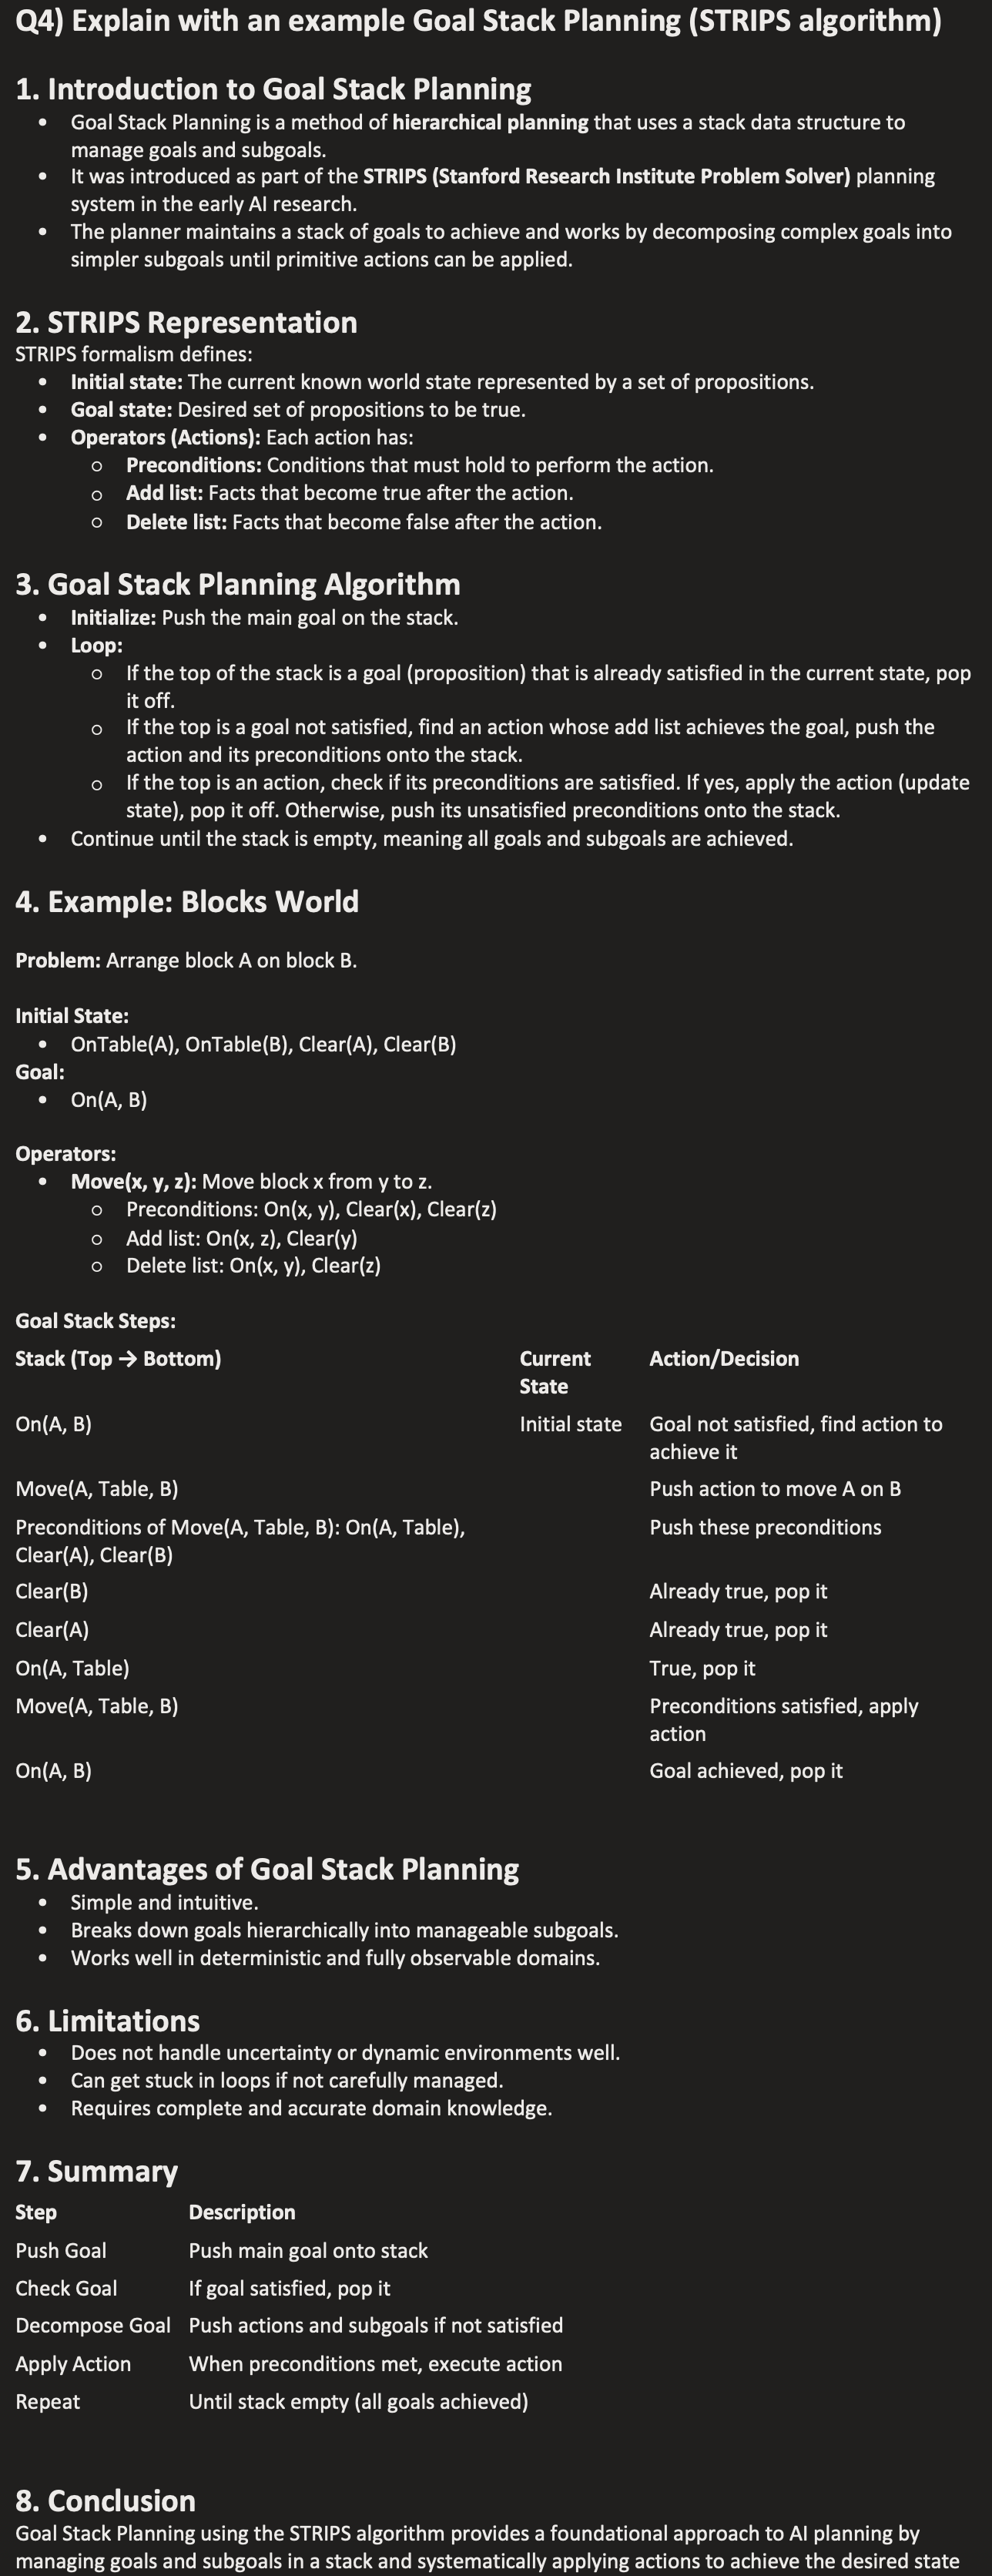 Q4) Explain with an example Goal Stack Planning (STRIPS algorithm)
1. Introduction to Goal Stack Planning
• Goal Stack Planning is a method of hierarchical planning that uses a stack data structure to
manage goals and subgoals.
• It was introduced as part of the STRIPS (Stanford Research Institute Problem Solver) planning
system in the early AI research.
• The planner maintains a stack of goals to achieve and works by decomposing complex goals into
simpler subgoals until primitive actions can be applied.
2. STRIPS Representation
STRIPS formalism defines:
• Initial state: The current known world state represented by a set of propositions.
• Goal state: Desired set of propositions to be true.
• Operators (Actions): Each action has:
○ Preconditions: Conditions that must hold to perform the action.
○ Add list: Facts that become true after the action.
○ Delete list: Facts that become false after the action.
3. Goal Stack Planning Algorithm
• Initialize: Push the main goal on the stack.
• Loop:
○ If the top of the stack is a goal (proposition) that is already satisfied in the current state, pop
it off.
○ If the top is a goal not satisfied, find an action whose add list achieves the goal, push the
action and its preconditions onto the stack.
○ If the top is an action, check if its preconditions are satisfied. If yes, apply the action (update
state), pop it off. Otherwise, push its unsatisfied preconditions onto the stack.
• Continue until the stack is empty, meaning all goals and subgoals are achieved.
4. Example: Blocks World
Problem: Arrange block A on block B.
Initial State:
• OnTable(A), OnTable(B), Clear(A), Clear(B)
Goal:
• On(A, B)
Operators:
• Move(x, y, z): Move block x from y to z.
○ Preconditions: On(x, y), Clear(x), Clear(z)
○ Add list: On(x, z), Clear(y)
○ Delete list: On(x, y), Clear(z)
Goal Stack Steps:
Stack (Top → Bottom) Current State Action/Decision
On(A, B) Initial state Goal not satisfied, find action to
achieve it
Move(A, Table, B) Push action to move A on B
Preconditions of Move(A, Table, B): On(A, Table), Push these preconditions
Clear(A), Clear(B)
Clear(B) Already true, pop it
Clear(A) Already true, pop it
On(A, Table) True, pop it
Move(A, Table, B) Preconditions satisfied, apply
action
On(A, B) Goal achieved, pop it
5. Advantages of Goal Stack Planning
• Simple and intuitive.
• Breaks down goals hierarchically into manageable subgoals.
• Works well in deterministic and fully observable domains.
6. Limitations
• Does not handle uncertainty or dynamic environments well.
• Can get stuck in loops if not carefully managed.
• Requires complete and accurate domain knowledge.
7. Summary
Step Description
Push Goal Push main goal onto stack
Check Goal If goal satisfied, pop it
Decompose Goal Push actions and subgoals if not satisfied
Apply Action When preconditions met, execute action
Repeat Until stack empty (all goals achieved)
8. Conclusion
Goal Stack Planning using the STRIPS algorithm provides a foundational approach to AI planning by
managing goals and subgoals in a stack and systematically applying actions to achieve the desired state